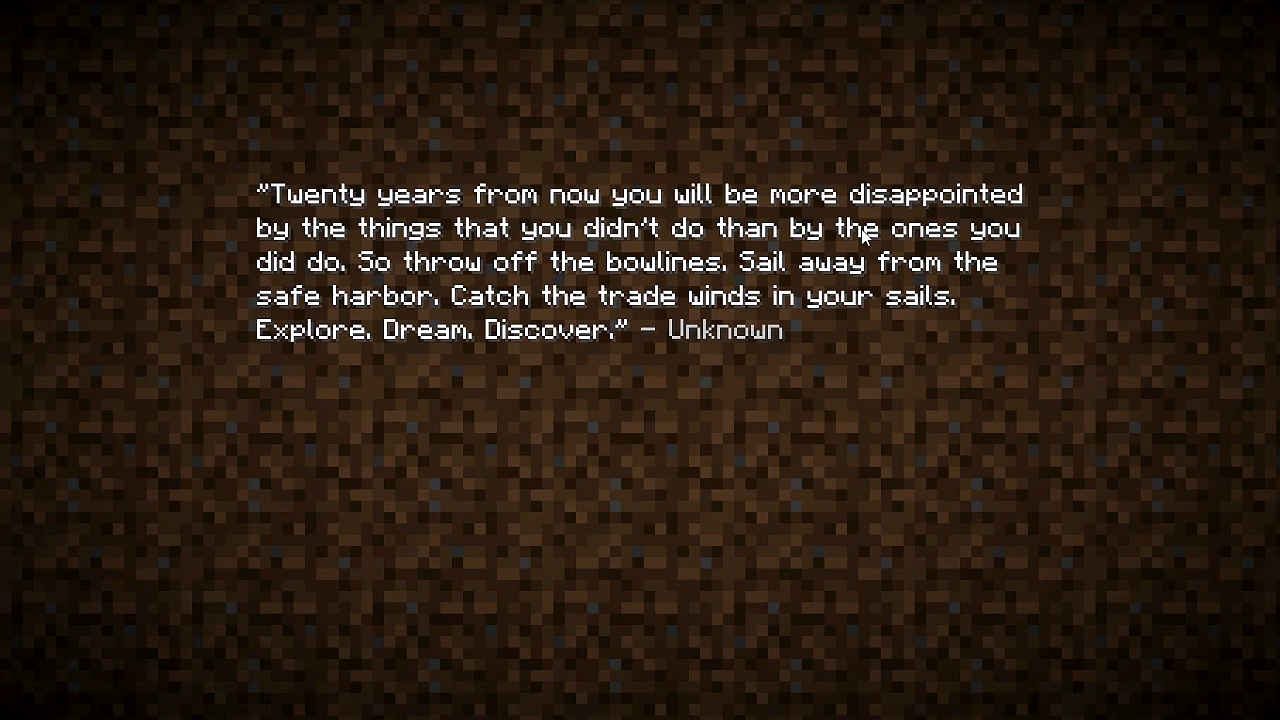 "Twenty years from now you will be more disappointed
by the things that you didn't do than by the ones you
did do. So throw off the bowlines. Sail away from the
safe harbor. Catch the trade winds in your sails.
Explore. Dream. Discover." - Unknown